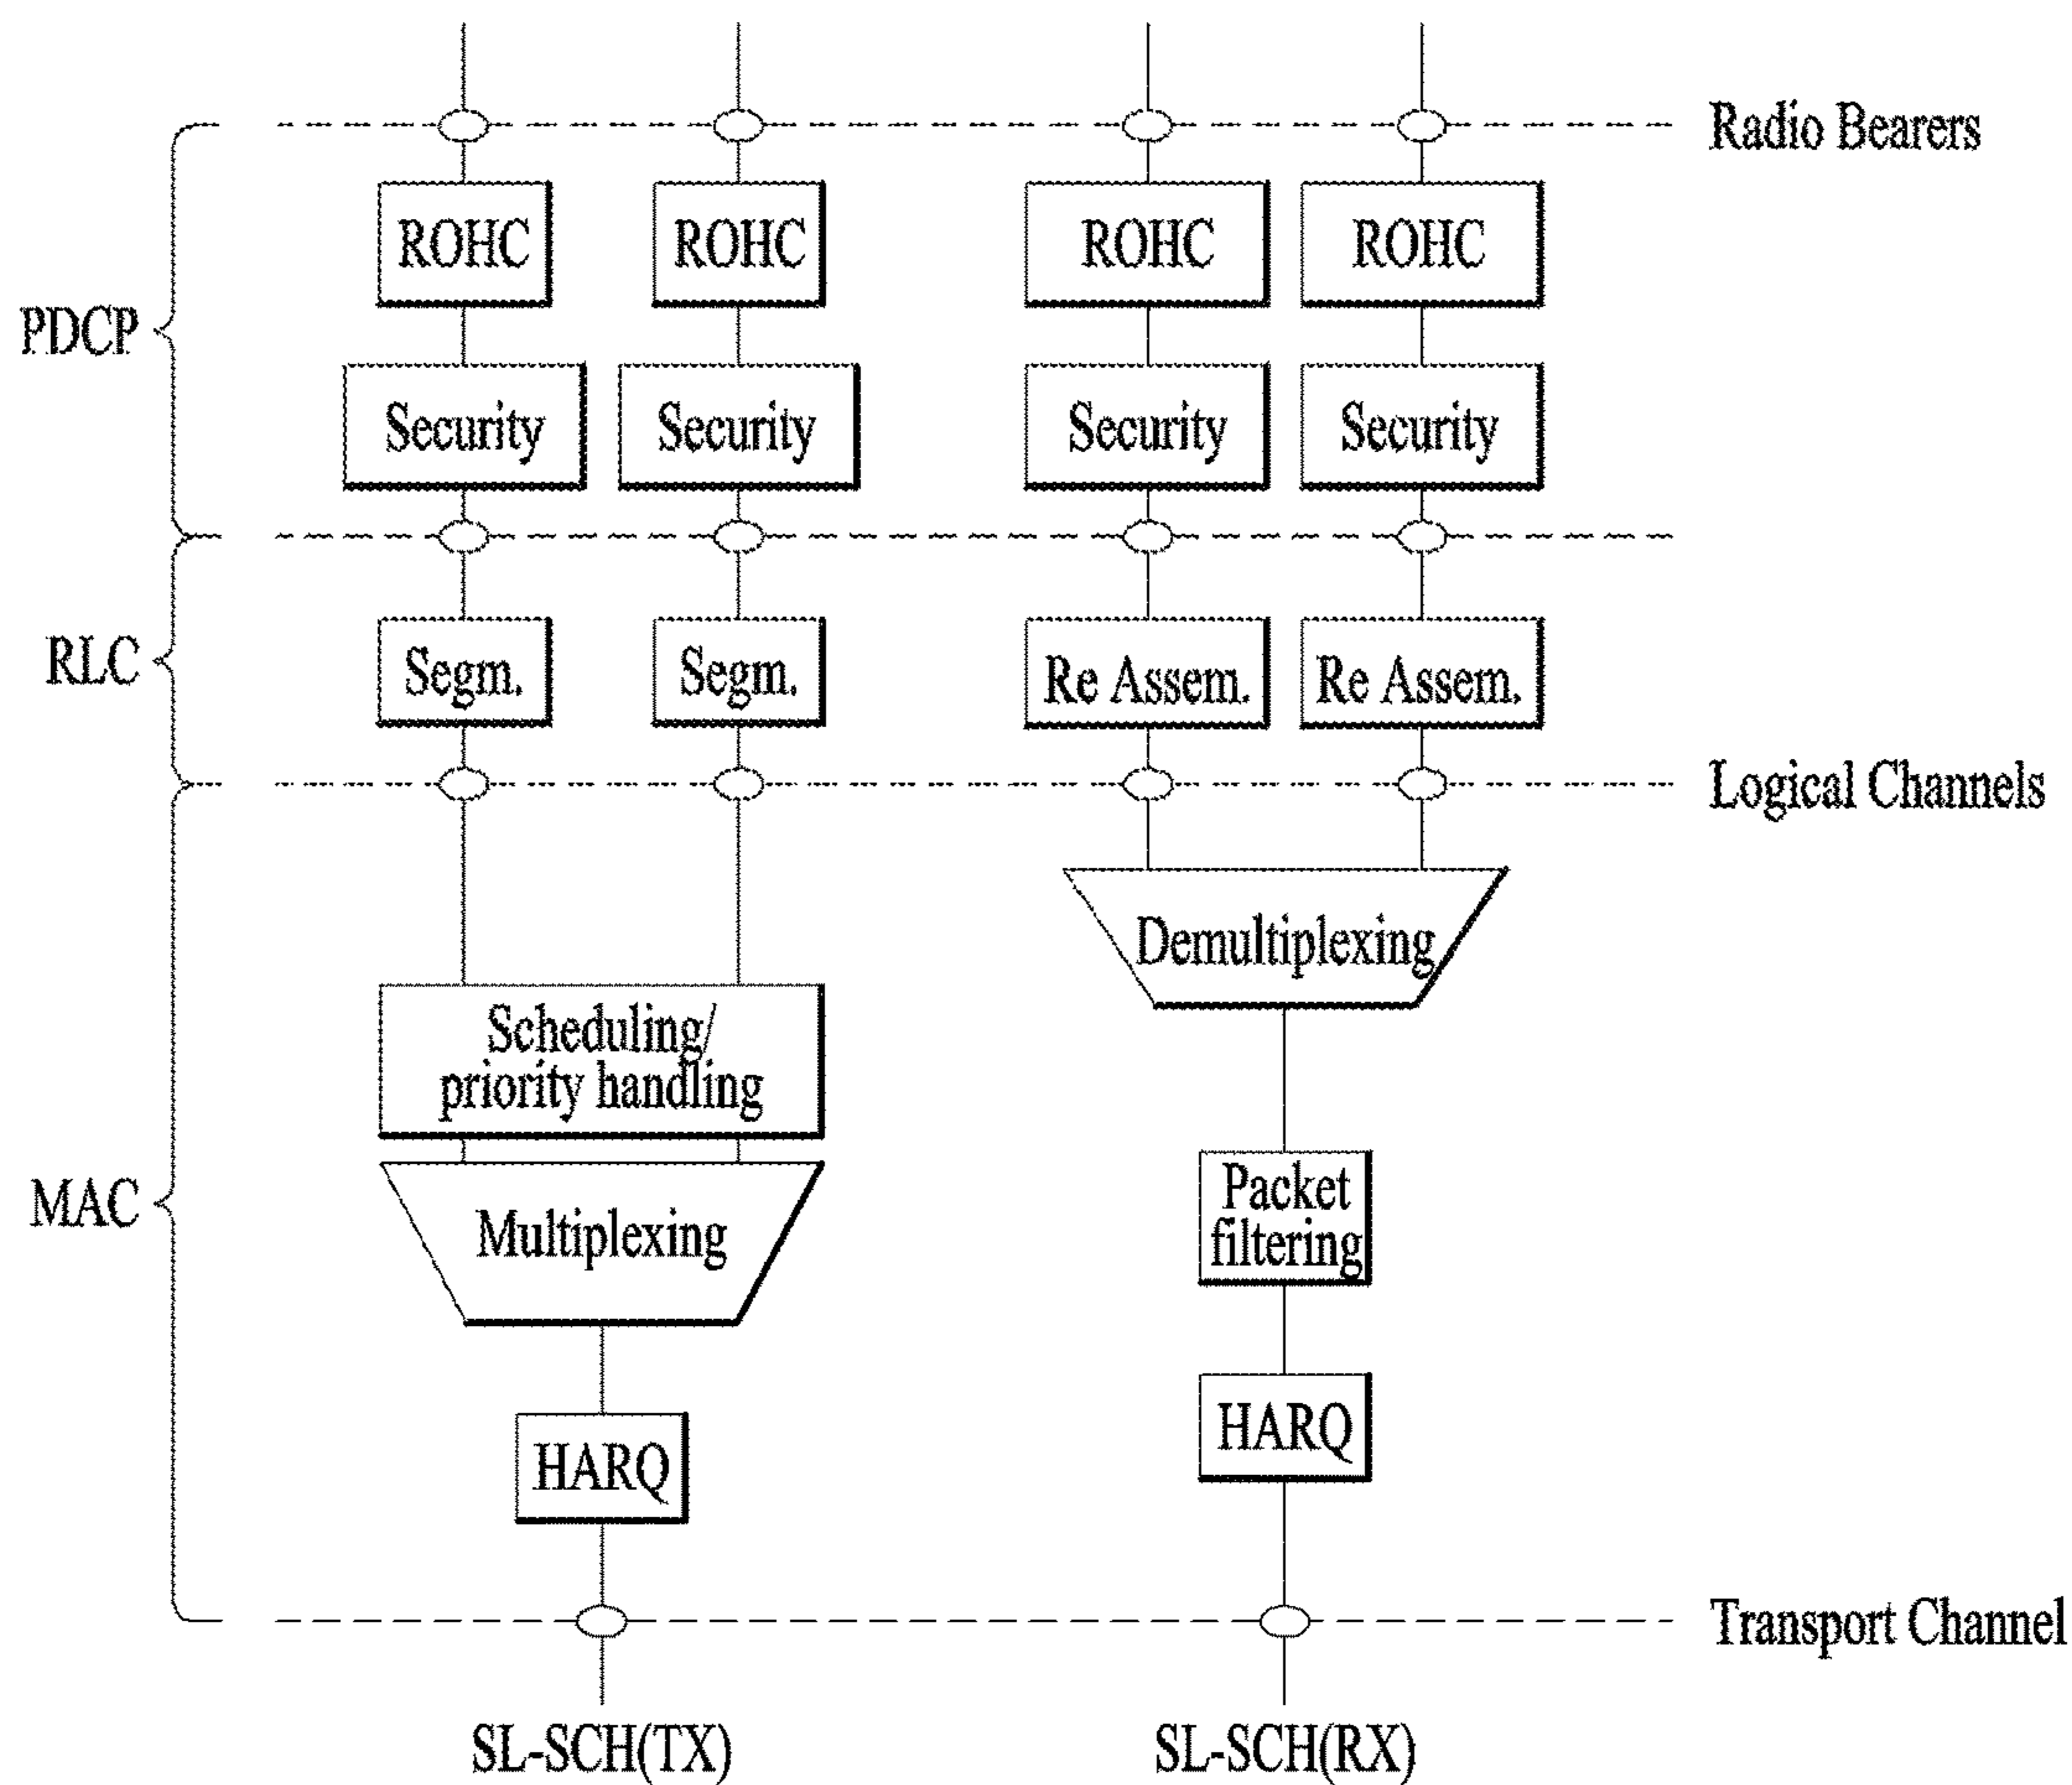 Radio Bearers
ROHC
ROHC
ROHC
ROHC
PDCP
Security
Security
Security
Security
RLC
Segm.
Segm.
Re Assem.
Re Assem.
Logical Channels
Demultiplexing
Scheduling/
priority handling
MAC
Multiplexing
Packet
filtering
HARQ
HARQ
Transport Channel
SL-SCH(TX)
SL-SCH(RX)